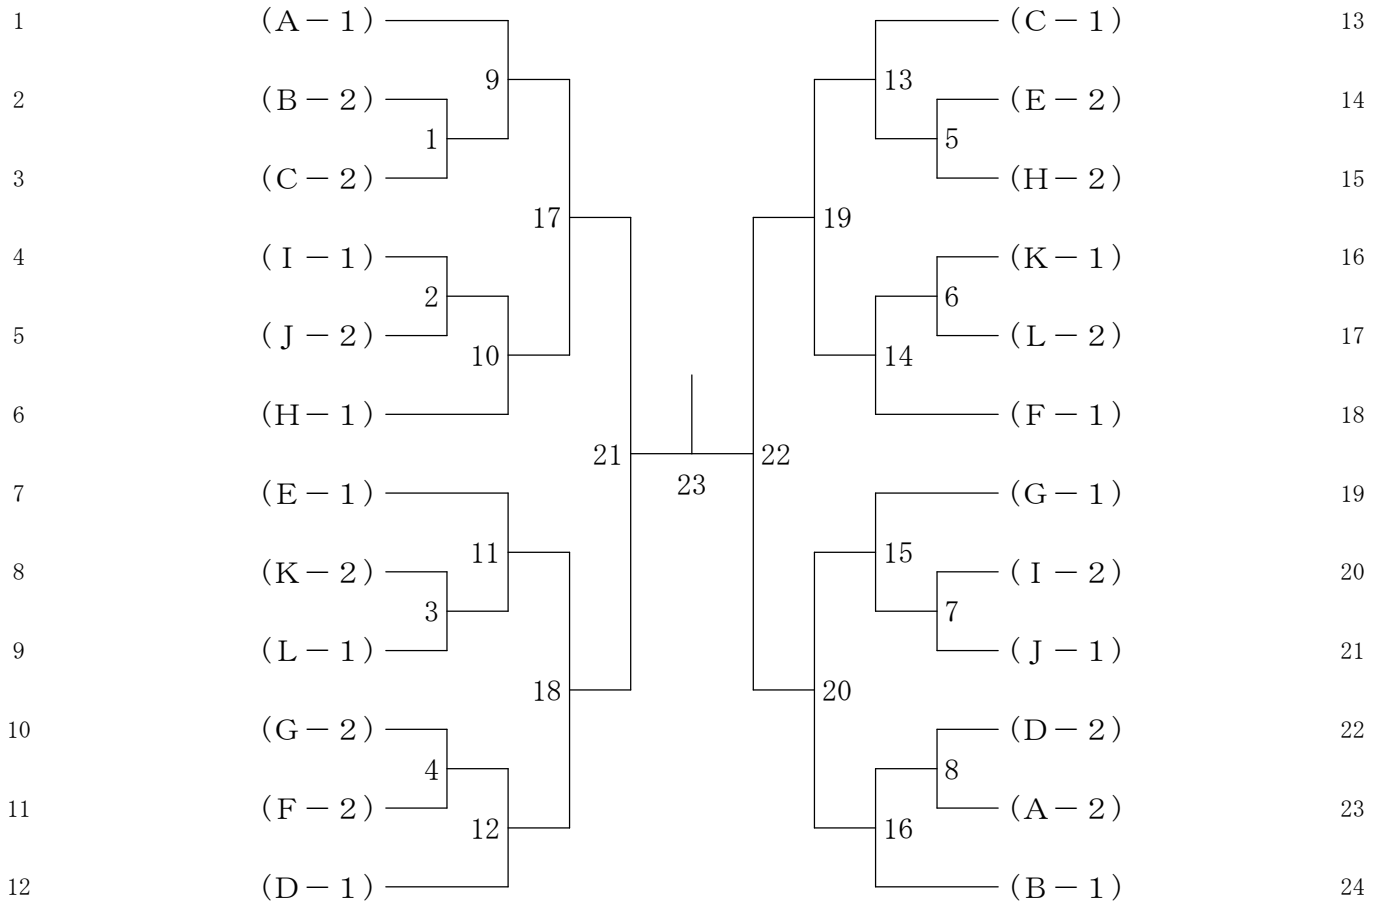 1 （A－1） （C－1） 13
9 13
2 （B－2） （E－2） 14
1 5
3 （C－2） （H－2） 15
17 19
4 （I－1） （K－1） 16
2 6
5 （J－2） （L－2） 17
10 14
6 （H－1） （F－1） 18
21 22
23
7 （E－1） （G－1） 19
11 15
8 （K－2） （I－2） 20
3 7
9 （L－1） （J－1） 21
18 20
10 （G－2） （D－2） 22
4 8
11 （F－2） （A－2） 23
12 16
12 （D－1） （B－1） 24